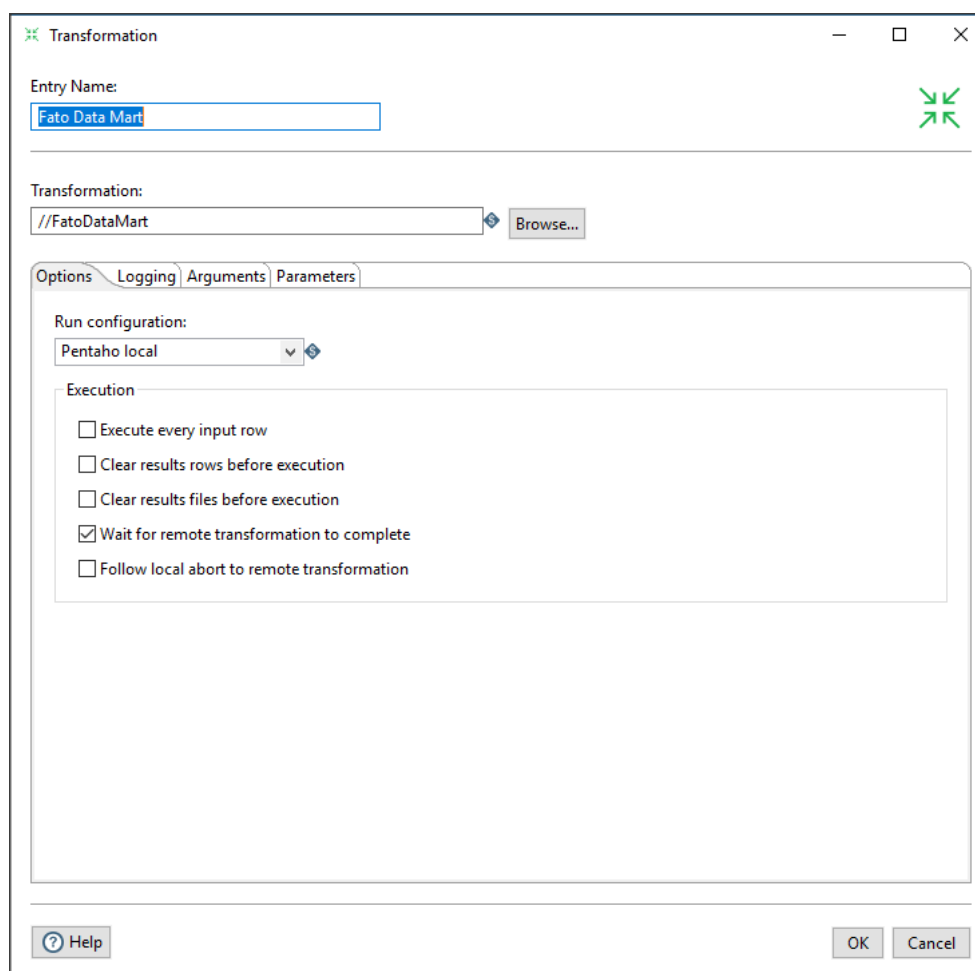 Transformation
Entry Name:
Fato Data Mart
Transformation:
//FatoDataMart
Browse...
Options Logging Arguments Parameters
Run configuration:
Pentaho local
Execution
Execute every input row
Clear results rows before execution
Clear results files before execution
Wait for remote transformation to complete
Follow local abort to remote transformation
Help OK Cancel